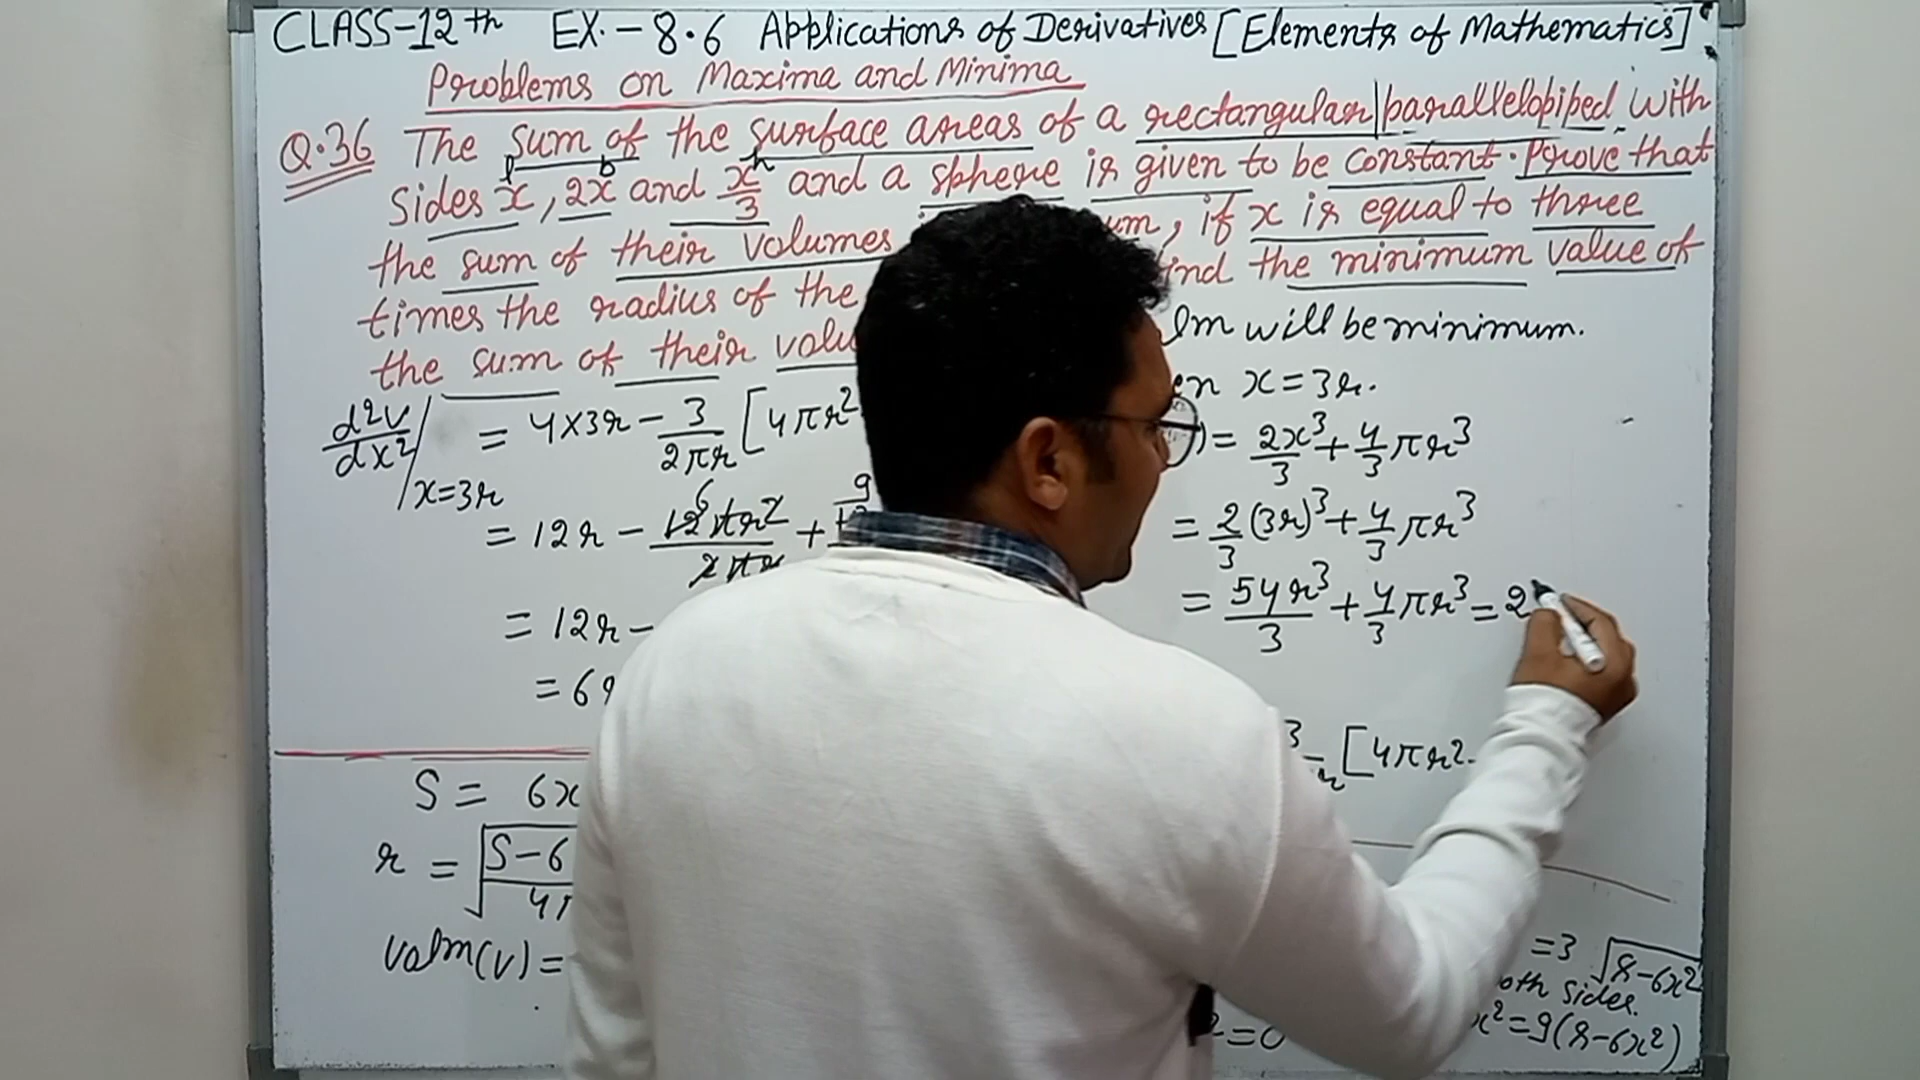 CLASS-12th EX.-8.6 Applications of Derivatives [Elements of Mathematics]
Problems on Maxima and Minima
Q.36 The sum of the surface areas of a rectangular parallelopiped with
l b h
sides x, 2x and x/3 and a sphere is given to be constant. Prove that
the sum of their volumes um, if x is equal to three
times the radius of the ind the minimum value of
the sum of their volu
lm will be minimum.
en x=3r.
d²v/dx² /x=3r = 4×3r - 3/2πr [4πr²
) = 2x³/3 + 4/3 πr³
= 12r - 12πr²/2πr 6 + 9
= 2/3 (3r)³ + 4/3 πr³
= 12r -
= 54r³/3 + 4/3 πr³ = 2
= 6
3 [4πr²
S = 6x
r = √S-6/4π
volm(v) =
=3 √8-6x²
oth sides.
x²=9(8-6x²)
2=0